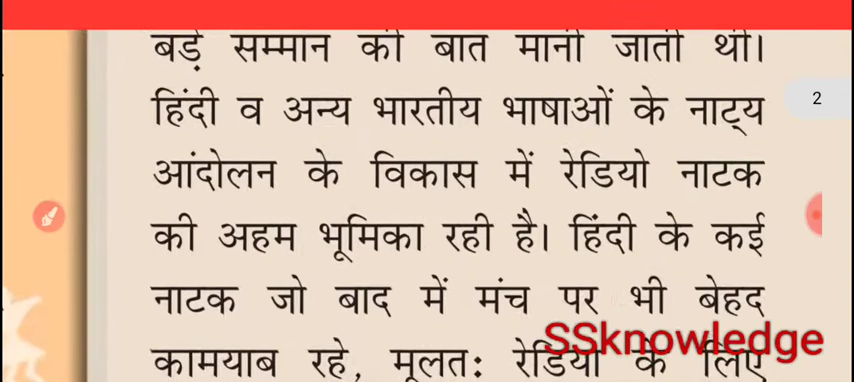 बड़े सम्मान की बात मानी जाती थी।
हिंदी व अन्य भारतीय भाषाओं के नाट्य
2
आंदोलन के विकास में रेडियो नाटक
की अहम भूमिका रही है। हिंदी के कई
नाटक जो बाद में मंच पर भी बेहद
SSknowledge
कामयाब रहे, मूलतः रेडियो के लिए